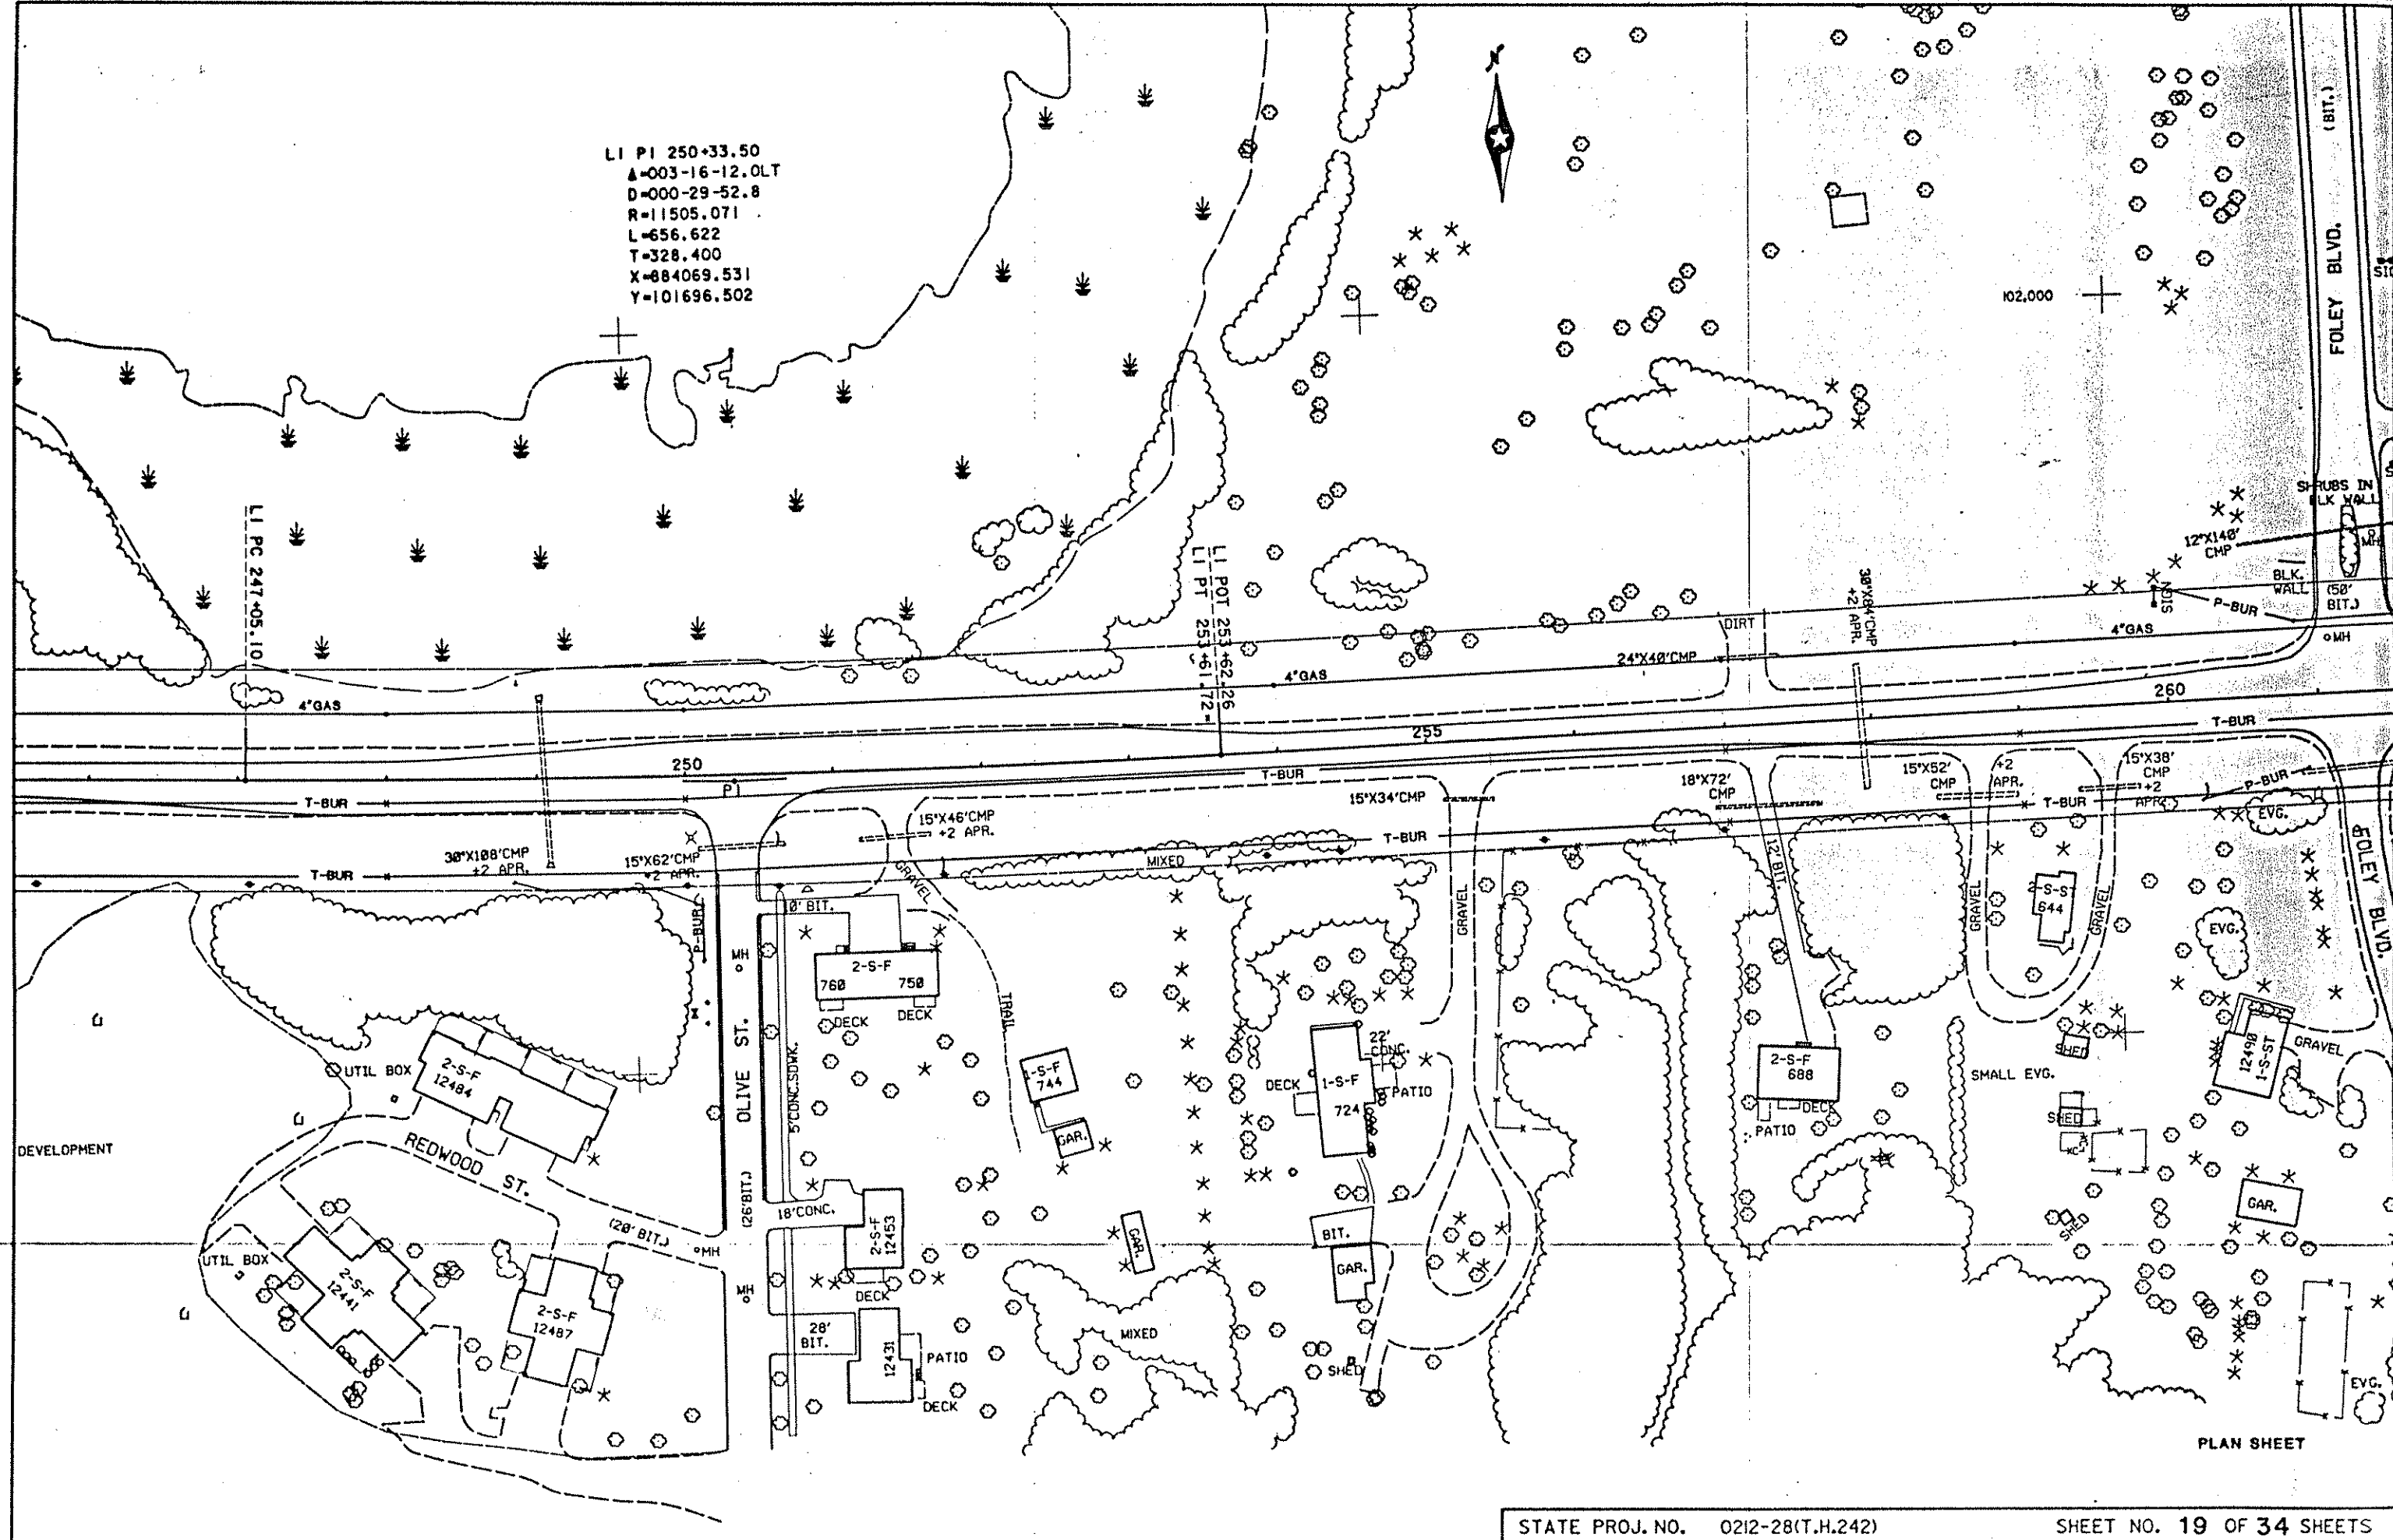 N
LI PI 250+33.50
Δ=003-16-12.0LT
D=000-29-52.8
R=11505.071
L=656.622
T=328.400
X=884069.531
Y=101696.502
102,000
(BIT.)
FOLEY BLVD.
SHRUBS IN
BLK WALL
12"X140'
CMP
MH
BLK.
WALL
(50'
BIT.)
SIGN
P-BUR
MH
LI PC 247+05.10
LI POT 253+62.26
LI PT 253+61.72=
DIRT
30"X84'CMP
+2 APR.
24"X40'CMP
4"GAS
4"GAS
4"GAS
260
T-BUR
255
250
PI
T-BUR
T-BUR
15"X34'CMP
18"X72'
CMP
15"X52'
CMP
+2
APR.
15"X38'
CMP
+2
APR.
P-BUR
T-BUR
EVG.
FOLEY BLVD.
15"X46'CMP
+2 APR.
30"X108'CMP
+2 APR.
15"X62'CMP
+2 APR.
T-BUR
T-BUR
MIXED
GRAVEL
12' BIT.
GRAVEL
GRAVEL
GRAVEL
2-S-ST
644
EVG.
P-BUR
MH
10' BIT.
2-S-F
760
750
DECK
DECK
TRAIL
OLIVE ST.
(26'BIT.)
5'CONC.SDWK.
UTIL BOX
2-S-F
12484
1-S-F
744
GAR.
DECK
1-S-F
724
22'
CONC.
PATIO
2-S-F
688
DECK
PATIO
SMALL EVG.
SHED
SHED
SHED
12490
1-S-ST
GRAVEL
GAR.
DEVELOPMENT
REDWOOD ST.
(20' BIT.)
MH
MH
18'CONC.
2-S-F
12453
DECK
GAR.
BIT.
GAR.
UTIL BOX
2-S-F
12441
2-S-F
12487
28'
BIT.
12431
PATIO
DECK
MIXED
SHED
EVG.
PLAN SHEET
STATE PROJ. NO. 0212-28(T.H.242)
SHEET NO. 19 OF 34 SHEETS